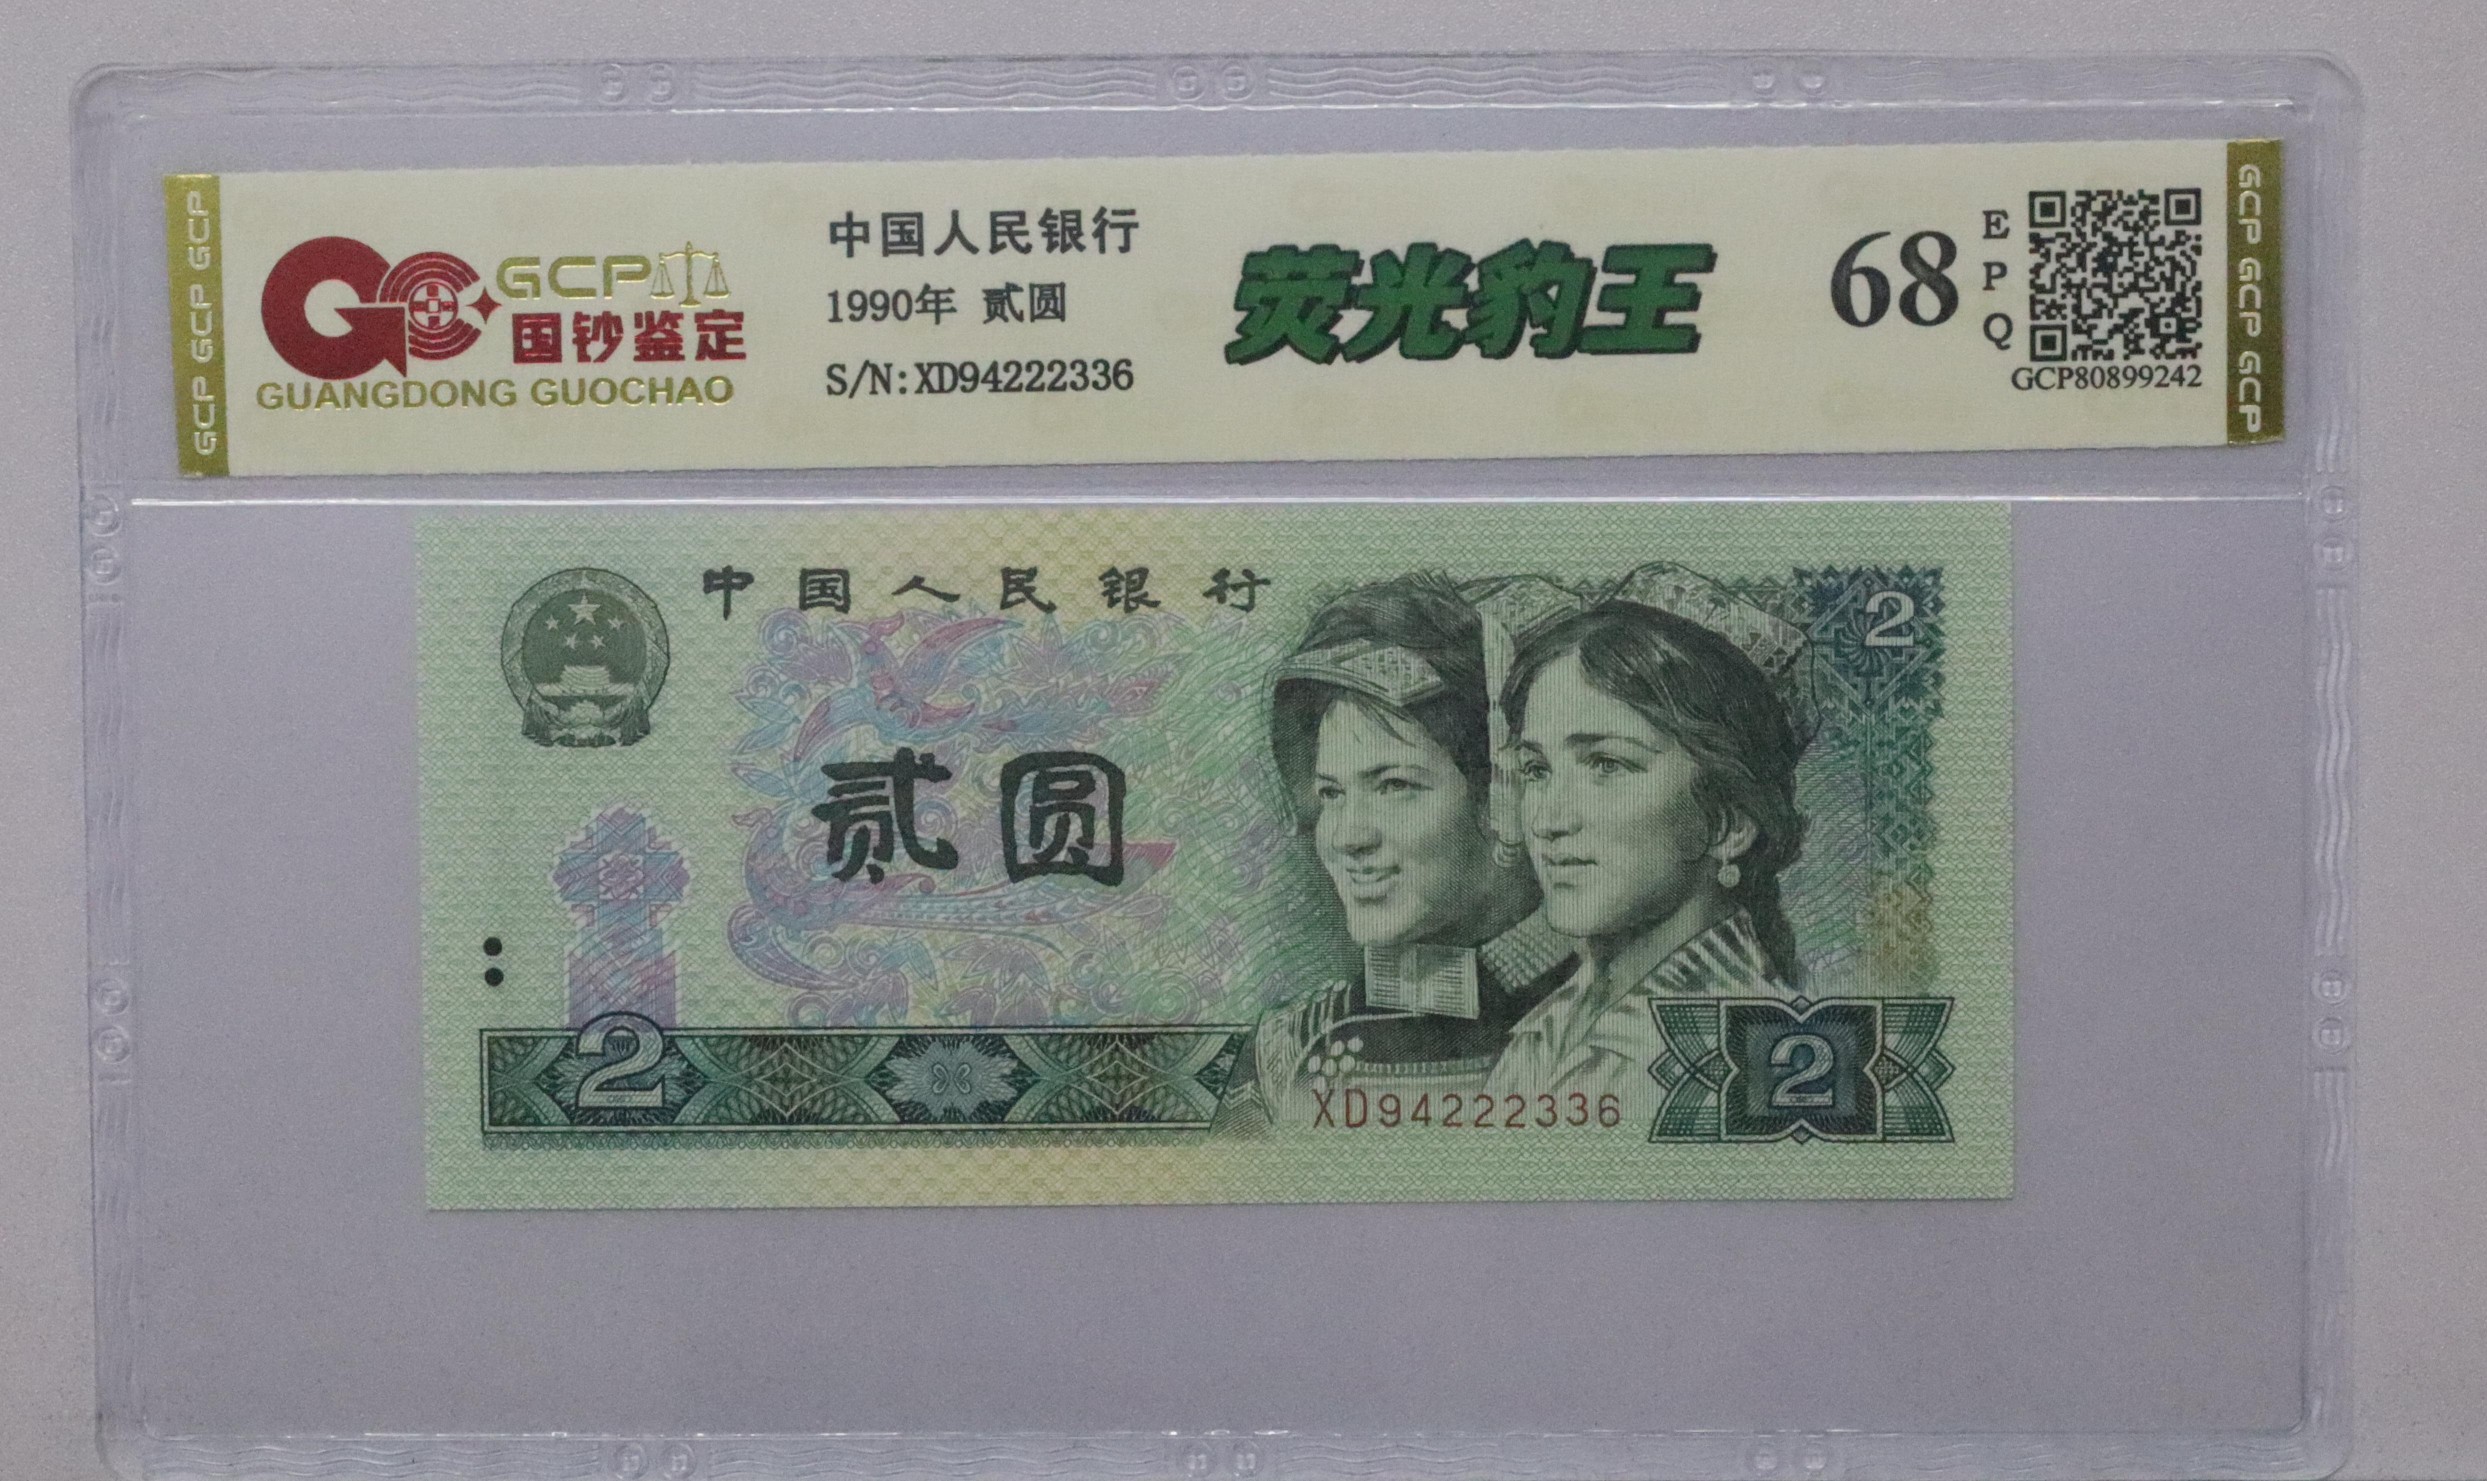 GCP GCP GCP
GCP
国钞鉴定
GUANGDONG GUOCHAO
中国人民银行
1990年 贰圆
S/N:XD94222336
荧光豹王
68
E
P
Q
GCP80899242
GCP GCP GCP
中国人民银行
2
贰圆
2
XD94222336
2